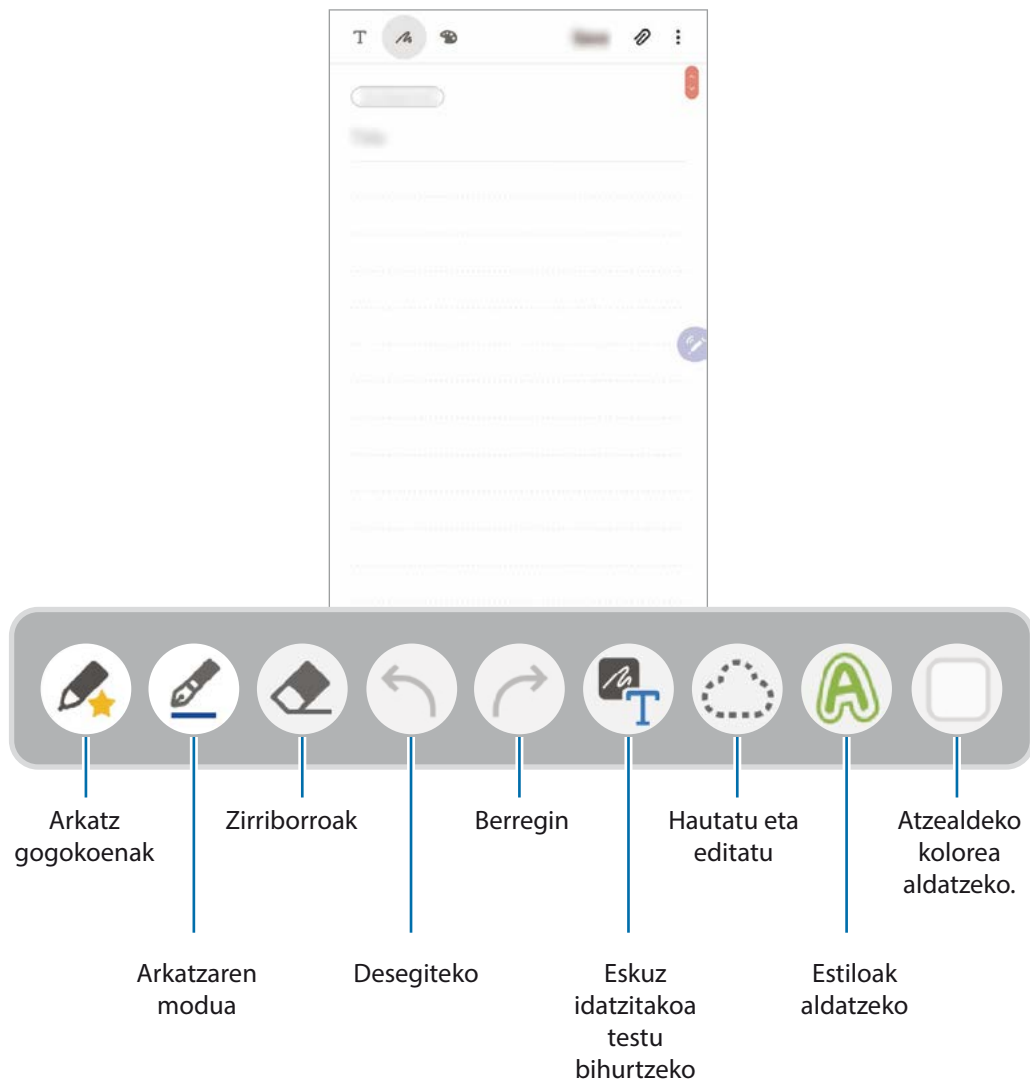 T
T
A
Arkatz
gogokoenak
Zirriborroak
Berregin
Hautatu eta
editatu
Atzealdeko
kolorea
aldatzeko.
Arkatzaren
modua
Desegiteko
Eskuz
idatzitakoa
testu
bihurtzeko
Estiloak
aldatzeko